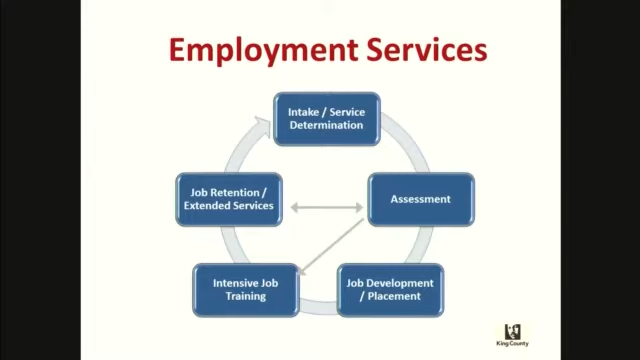 Employment Services
Intake / Service
Determination
Job Retention /
Extended Services
Assessment
Intensive Job
Training
Job Development
/ Placement
King County